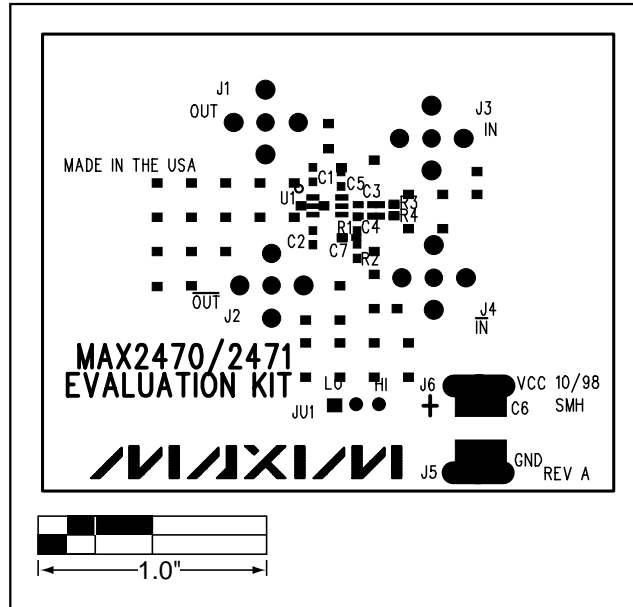 J1
OUT
J3
IN
MADE IN THE USA
C1
C5
C3
U1
R3
R4
R1
C4
C2
C7
R2
OUT
J2
J4
IN
MAX2470/2471
EVALUATION KIT
LO
HI
JU1
J6
VCC 10/98
C6
SMH
MAXIM
J5
GND
REV A
1.0"